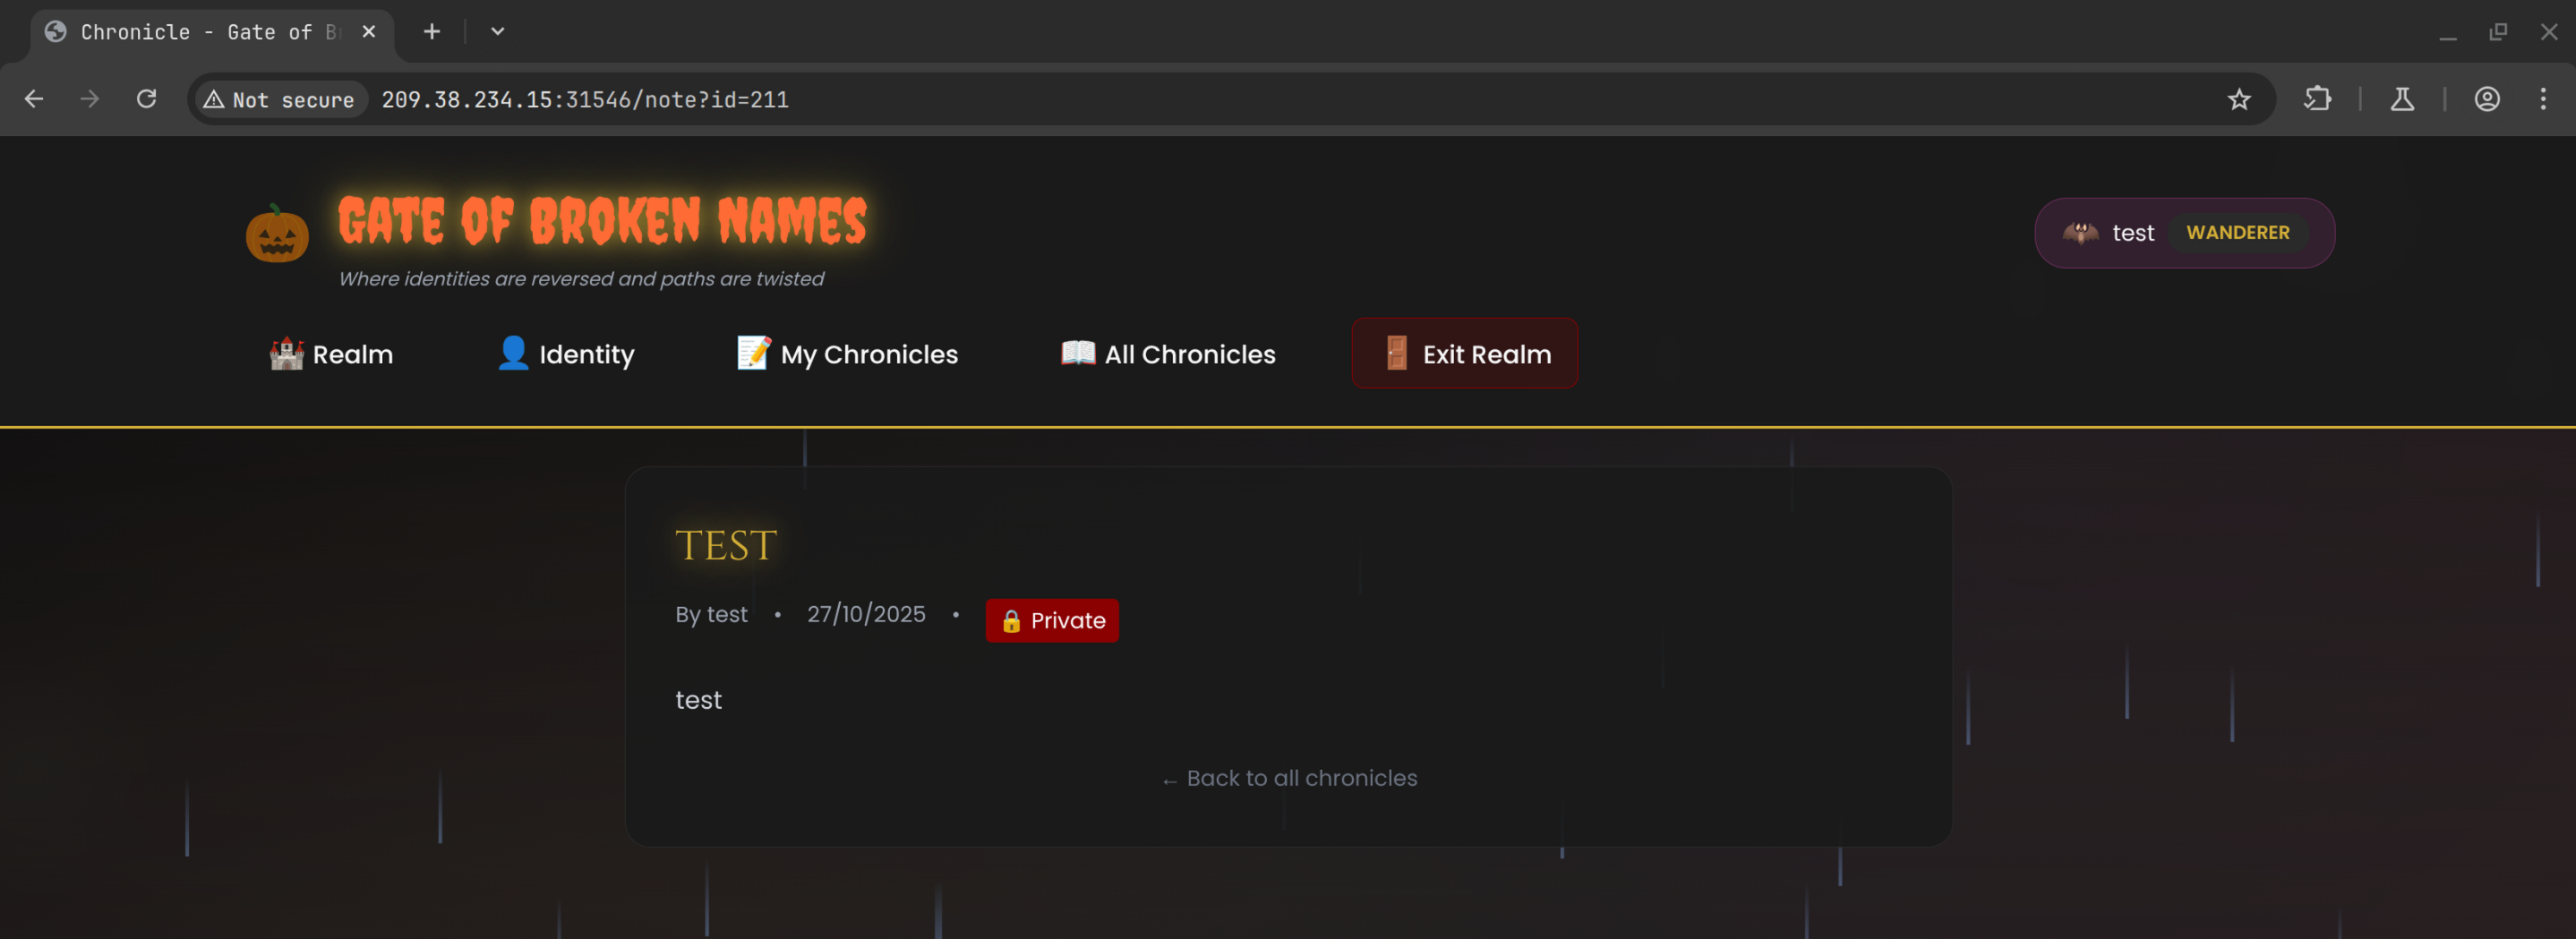 Chronicle - Gate of Br
Not secure 209.38.234.15:31546/note?id=211
GATE OF BROKEN NAMES
Where identities are reversed and paths are twisted
test WANDERER
Realm Identity My Chronicles All Chronicles Exit Realm
TEST
By test • 27/10/2025 • Private
test
← Back to all chronicles